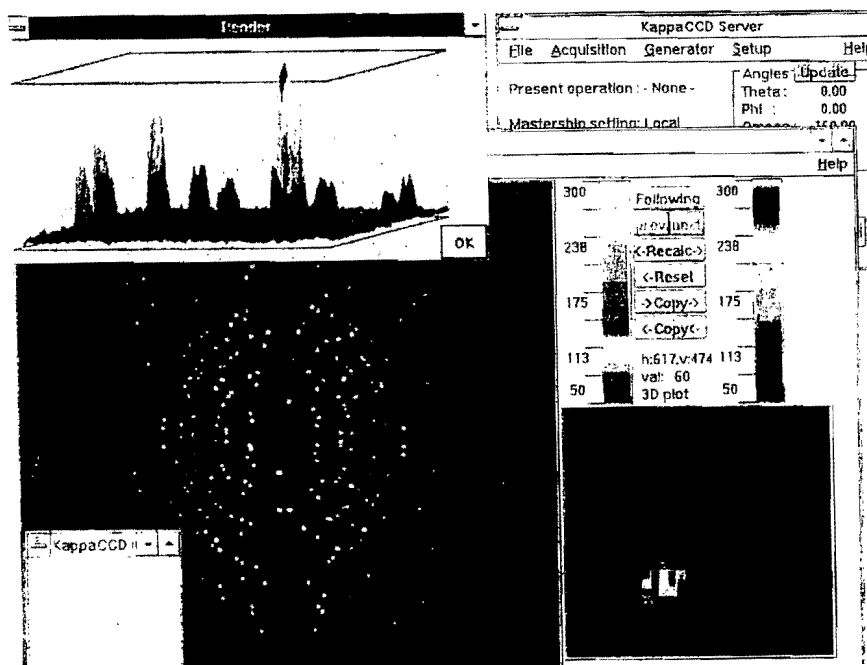 Render
KappaCCD Server
File Acquisition Generator Setup Help
Present operation : - None -
Angles Update
Theta : 0.00
Phi : 0.00
Mastership setting: Local
Omega
Help
300
238
175
113
50
Following
<-Recalc->
<-Reset
->Copy->
<-Copy<-
h:617,v:474
val: 60
3D plot
300
238
175
113
50
OK
KappaCCD